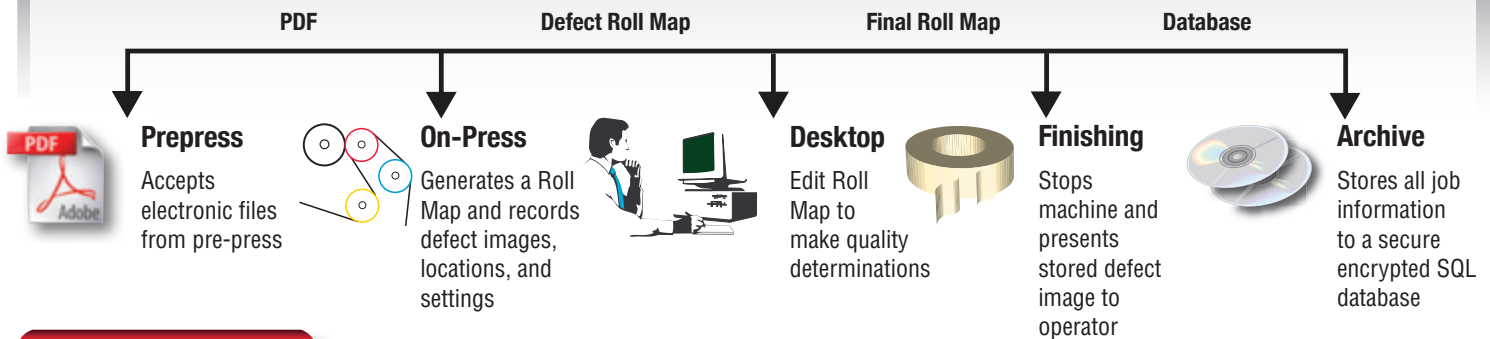 PDF Defect Roll Map Final Roll Map Database
PDF
Adobe
Prepress
Accepts
electronic files
from pre-press
On-Press
Generates a Roll
Map and records
defect images,
locations, and
settings
Desktop
Edit Roll
Map to
make quality
determinations
Finishing
Stops
machine and
presents
stored defect
image to
operator
Archive
Stores all job
information
to a secure
encrypted SQL
database